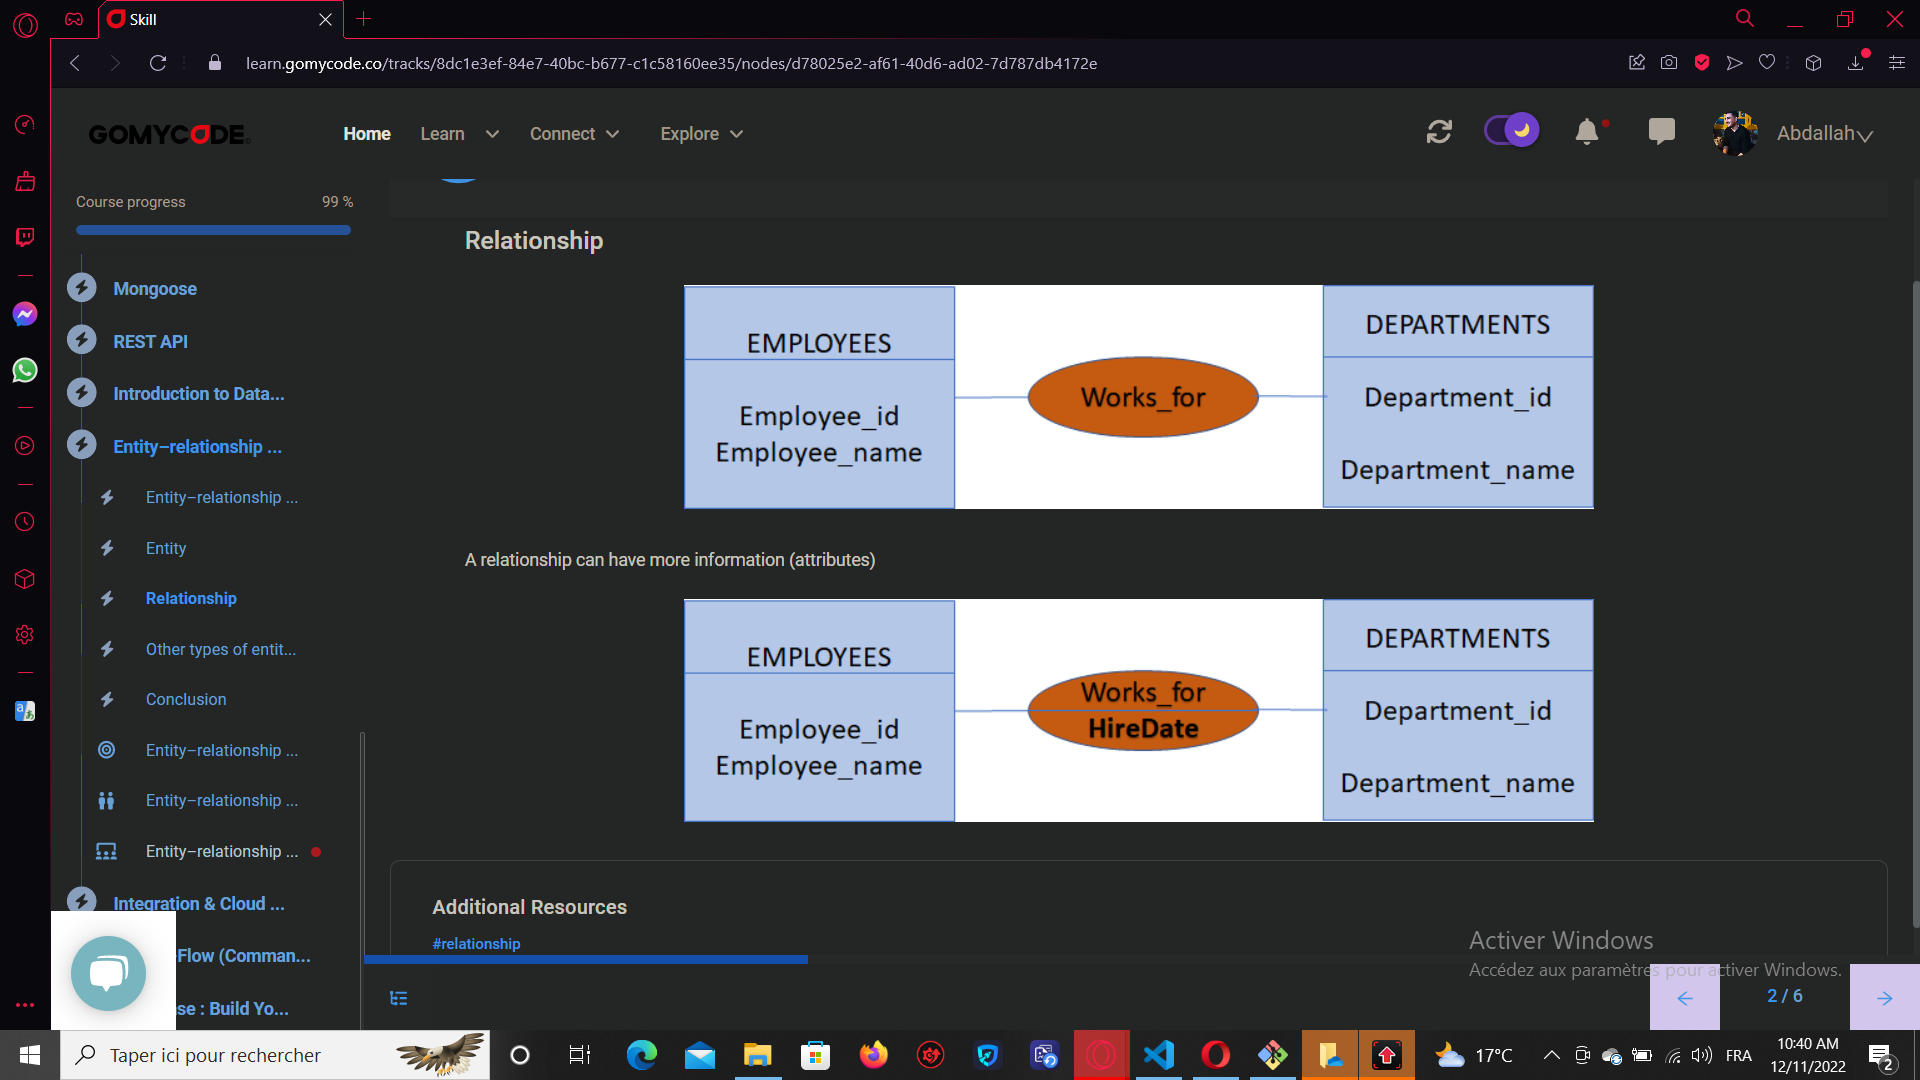 Skill
learn.gomycode.co/tracks/8dc1e3ef-84e7-40bc-b677-c1c58160ee35/nodes/d78025e2-af61-40d6-ad02-7d787db4172e
GOMYCODE
Home Learn Connect Explore
Abdallah
Course progress 99 %
Mongoose
REST API
Introduction to Data...
Entity–relationship ...
Entity–relationship ...
Entity
Relationship
Other types of entit...
Conclusion
Entity–relationship ...
Entity–relationship ...
Entity–relationship ...
Integration & Cloud ...
Flow (Comman...
se : Build Yo...
Relationship
EMPLOYEES
Employee_id
Employee_name
Works_for
DEPARTMENTS
Department_id
Department_name
A relationship can have more information (attributes)
EMPLOYEES
Employee_id
Employee_name
Works_for
HireDate
DEPARTMENTS
Department_id
Department_name
Additional Resources
#relationship
Activer Windows
Accédez aux paramètres pour activer Windows.
2 / 6
Taper ici pour rechercher
17°C
FRA
10:40 AM
12/11/2022
2